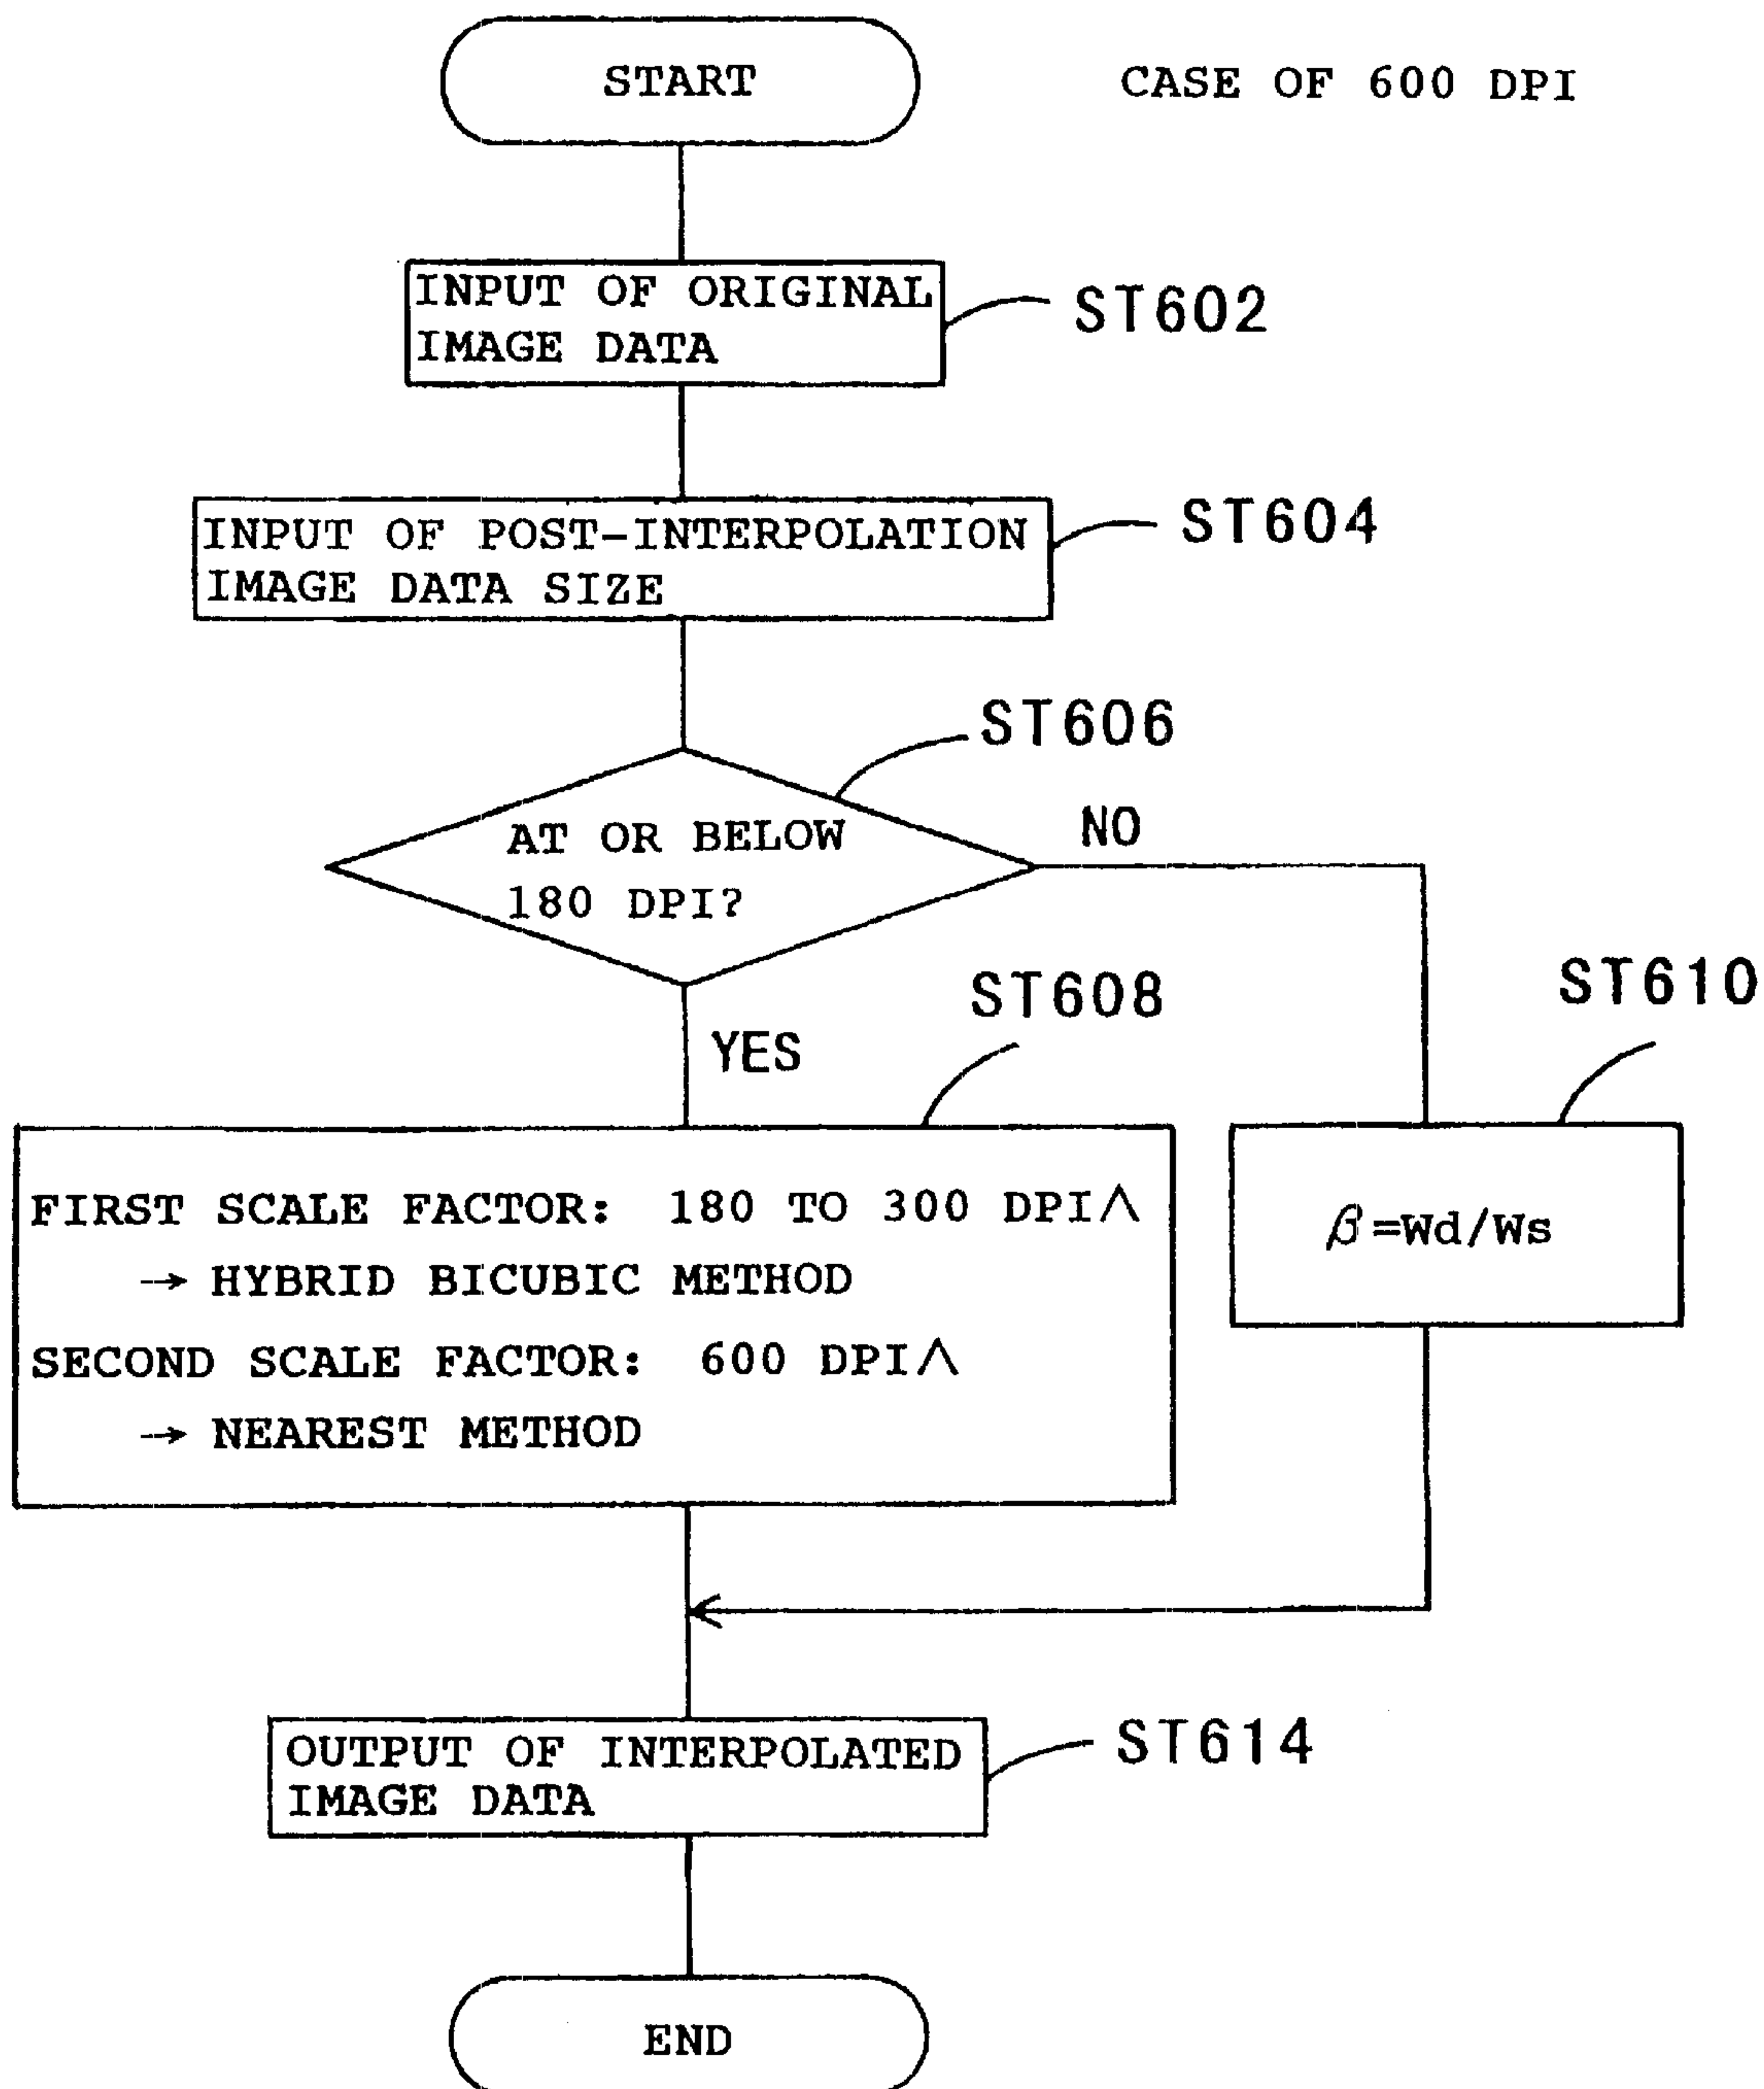 START
CASE OF 600 DPI
INPUT OF ORIGINAL
IMAGE DATA
ST602
INPUT OF POST-INTERPOLATION
IMAGE DATA SIZE
ST604
ST606
AT OR BELOW
180 DPI?
NO
YES
ST608
ST610
FIRST SCALE FACTOR: 180 TO 300 DPI∧
→ HYBRID BICUBIC METHOD
SECOND SCALE FACTOR: 600 DPI∧
→ NEAREST METHOD
β=Wd/Ws
OUTPUT OF INTERPOLATED
IMAGE DATA
ST614
END